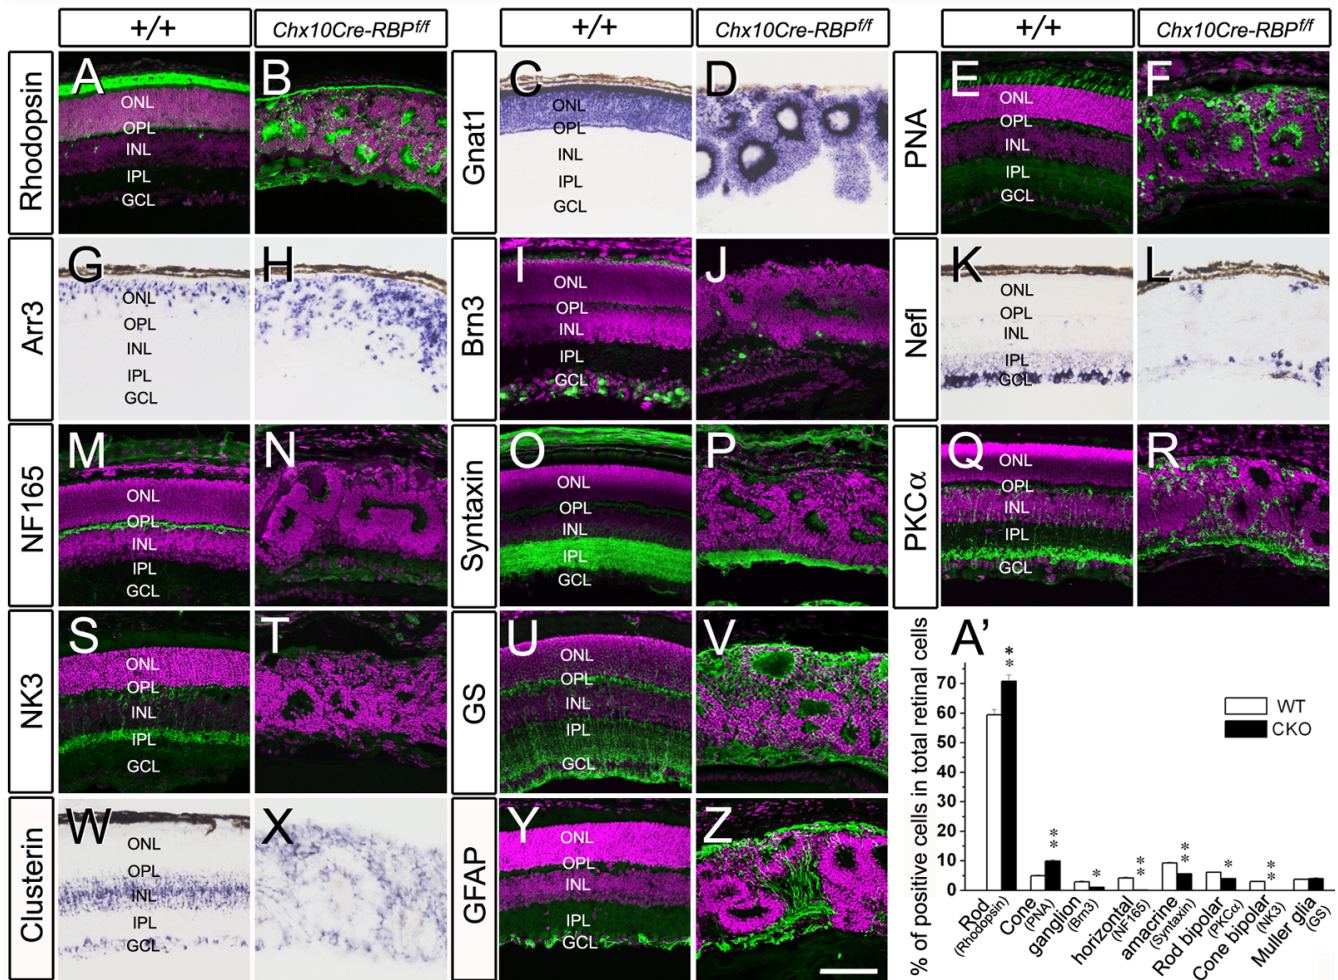 +/+
Chx10Cre-RBPf/f
+/+
Chx10Cre-RBPf/f
+/+
Chx10Cre-RBPf/f
Rhodopsin
A
ONL
OPL
INL
IPL
GCL
B
Gnat1
C
ONL
OPL
INL
IPL
GCL
D
PNA
E
ONL
OPL
INL
IPL
GCL
F
Arr3
G
ONL
OPL
INL
IPL
GCL
H
Brn3
I
ONL
OPL
INL
IPL
GCL
J
Nefl
K
ONL
OPL
INL
IPL
GCL
L
NF165
M
ONL
OPL
INL
IPL
GCL
N
Syntaxin
O
ONL
OPL
INL
IPL
GCL
P
PKCα
Q
ONL
OPL
INL
IPL
GCL
R
NK3
S
ONL
OPL
INL
IPL
GCL
T
GS
U
ONL
OPL
INL
IPL
GCL
V
Clusterin
W
ONL
OPL
INL
IPL
GCL
X
GFAP
Y
ONL
OPL
INL
IPL
GCL
Z
A'
% of positive cells in total retinal cells
70
60
50
40
30
20
10
0
WT
CKO
**
**
*
**
**
*
**
Rod
(Rhodopsin)
Cone
(PNA)
ganglion
(Brn3)
horizontal
(NF165)
amacrine
(Syntaxin)
Rod bipolar
(PKCα)
Cone bipolar
(NK3)
Muller glia
(GS)